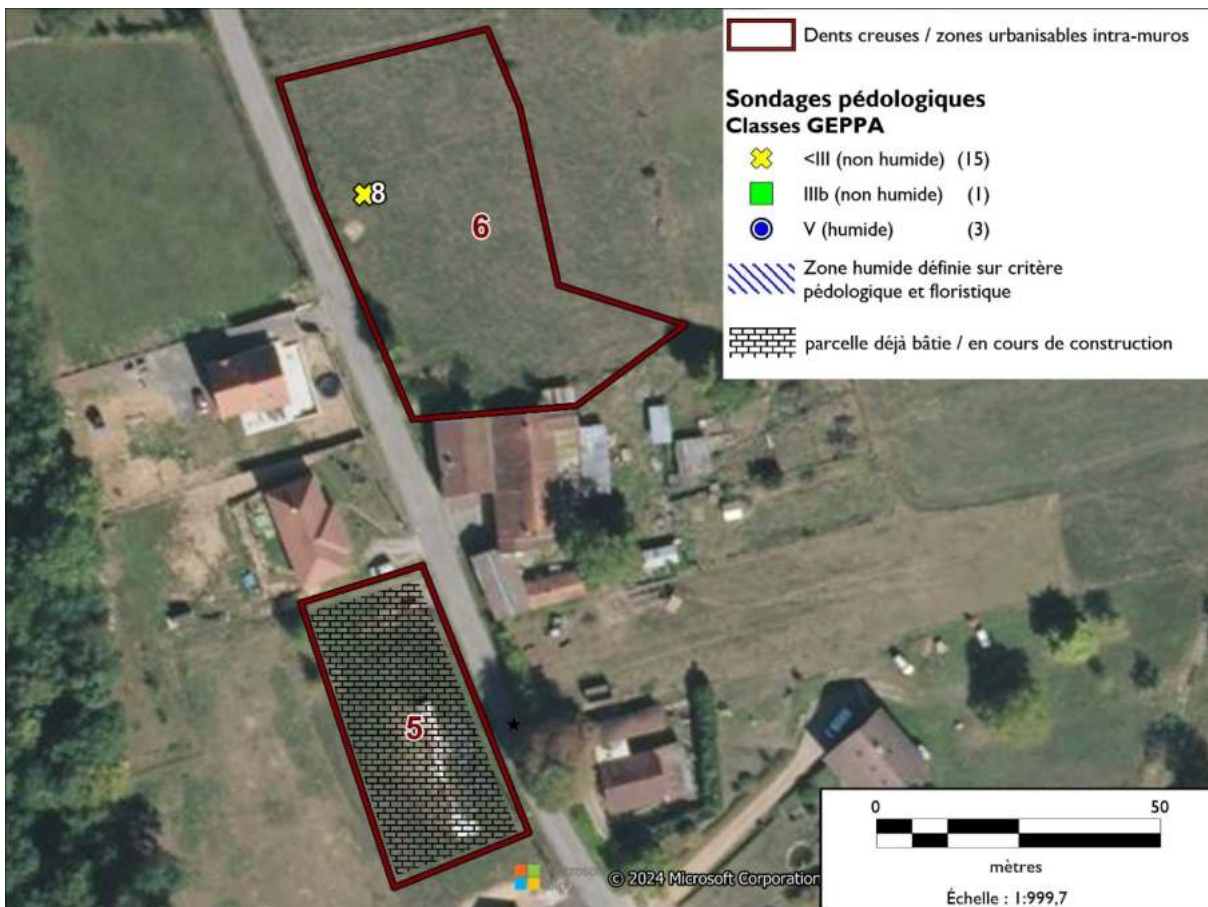 Dents creuses / zones urbanisables intra-muros
Sondages pédologiques
Classes GEPPA
<III (non humide) (15)
IIIb (non humide) (1)
V (humide) (3)
Zone humide définie sur critère
pédologique et floristique
parcelle déjà bâtie / en cours de construction
8
6
5
0 50
mètres
Échelle : 1:999,7
© 2024 Microsoft Corporation